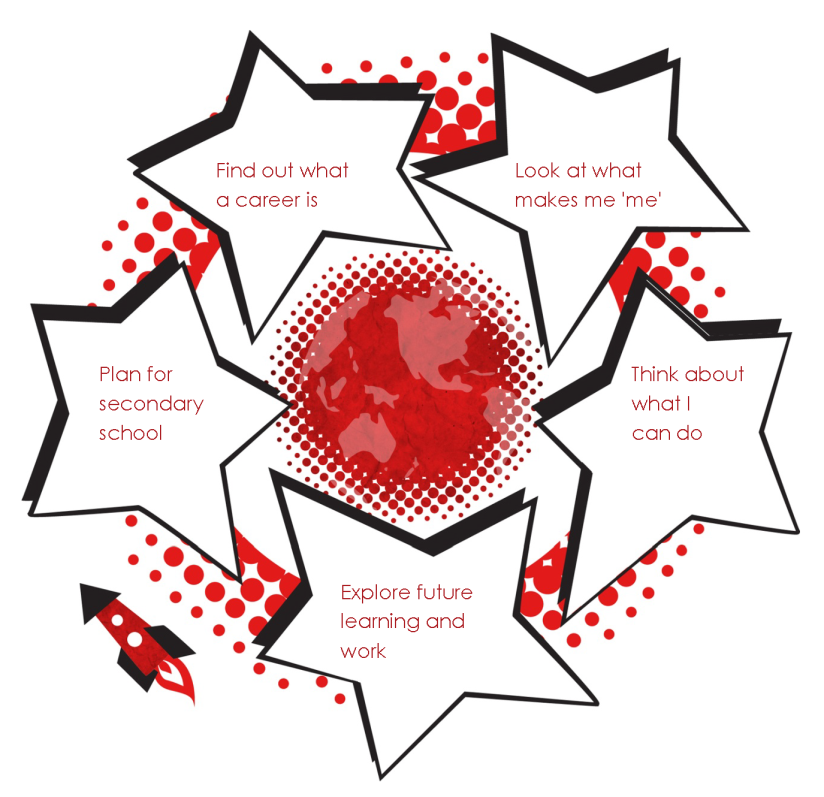 Find out what
a career is
Look at what
makes me 'me'
Think about
what I
can do
Explore future
learning and
work
Plan for
secondary
school